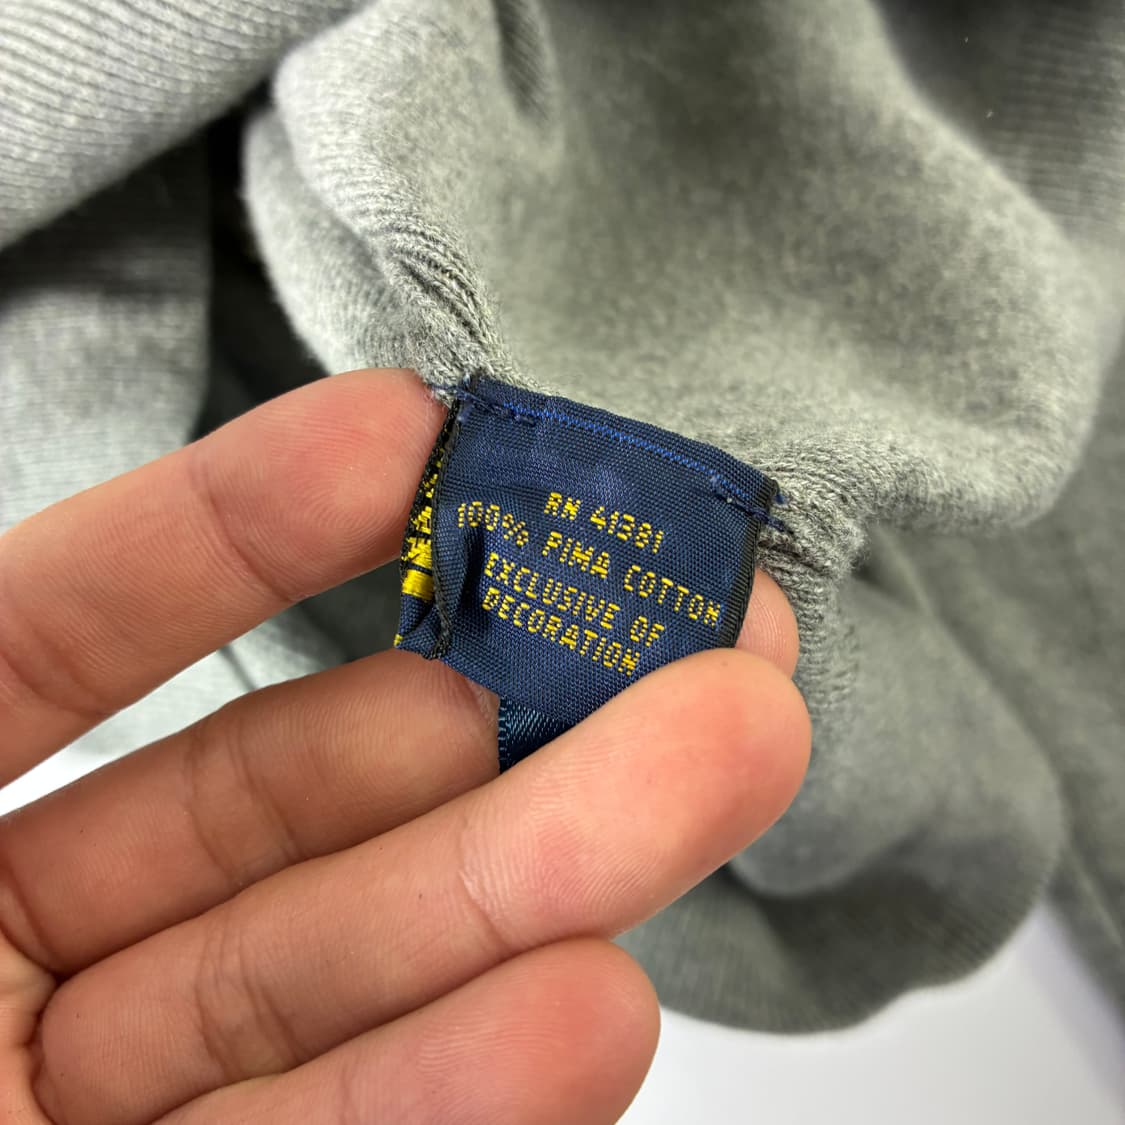 RN 41381
100% PIMA COTTON
EXCLUSIVE OF
DECORATION